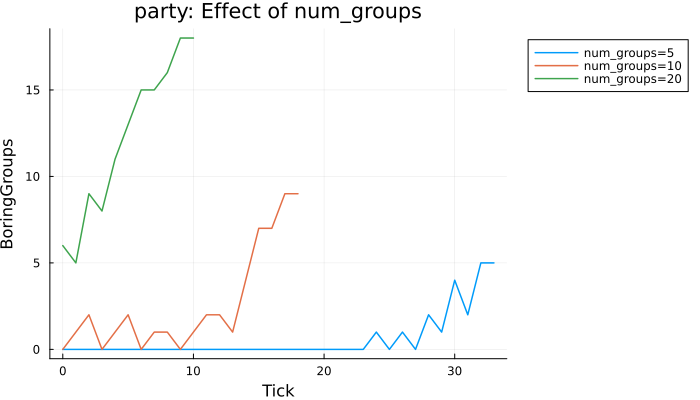 party: Effect of num_groups
num_groups=5
num_groups=10
num_groups=20
BoringGroups
15
10
5
0
0 10 20 30
Tick